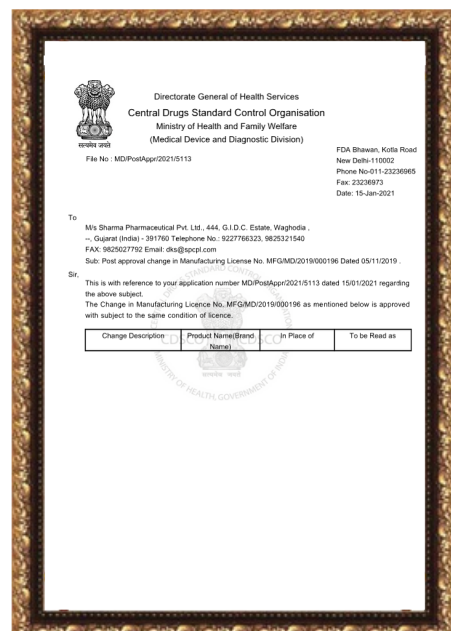 Directorate General of Health Services
Central Drugs Standard Control Organisation
Ministry of Health and Family Welfare
(Medical Device and Diagnostic Division)
सत्यमेव जयते
File No : MD/PostAppr/2021/5113
FDA Bhawan, Kotla Road
New Delhi-110002
Phone No-011-23236965
Fax: 23236973
Date: 15-Jan-2021
To
M/s Sharma Pharmaceutical Pvt. Ltd., 444, G.I.D.C. Estate, Waghodia ,
--, Gujarat (India) - 391760 Telephone No.: 9227766323, 9825321540
FAX: 9825027792 Email: dks@spcpl.com
Sub: Post approval change in Manufacturing License No. MFG/MD/2019/000196 Dated 05/11/2019 .
Sir,
This is with reference to your application number MD/PostAppr/2021/5113 dated 15/01/2021 regarding
the above subject.
The Change in Manufacturing Licence No. MFG/MD/2019/000196 as mentioned below is approved
with subject to the same condition of licence.
Change Description
Product Name(Brand
Name)
In Place of
To be Read as
CDSCO
CDSCO
सत्यमेव जयते